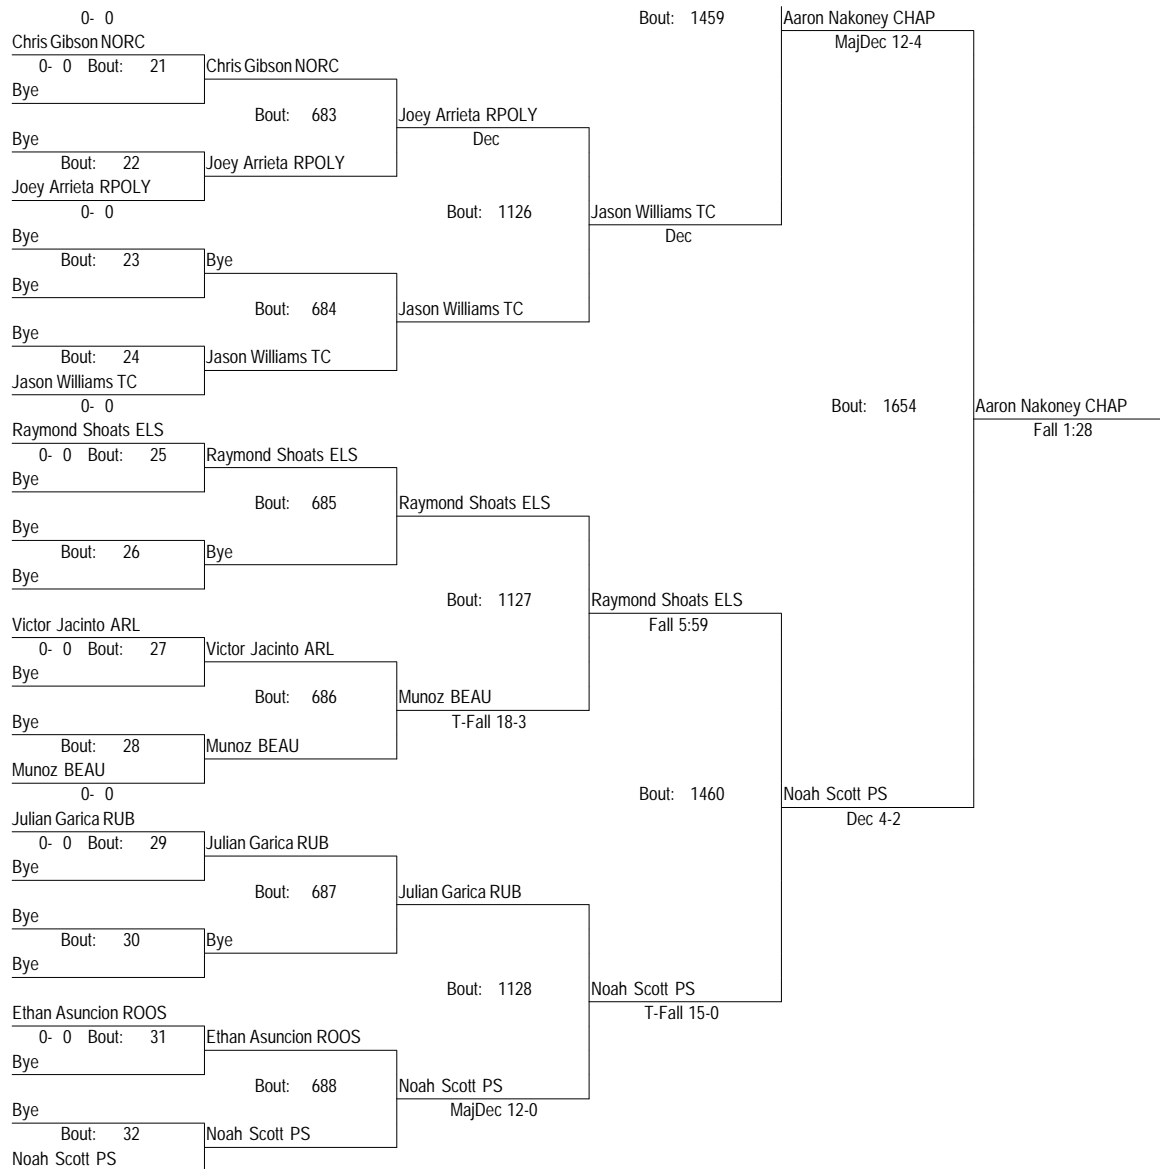 0- 0
Bout: 1459
Aaron Nakoney CHAP
Chris Gibson NORC
MajDec 12-4
0- 0 Bout: 21
Chris Gibson NORC
Bye
Bout: 683
Joey Arrieta RPOLY
Bye
Dec
Bout: 22
Joey Arrieta RPOLY
Joey Arrieta RPOLY
0- 0
Bout: 1126
Jason Williams TC
Bye
Dec
Bout: 23
Bye
Bye
Bout: 684
Jason Williams TC
Bye
Bout: 24
Jason Williams TC
Jason Williams TC
0- 0
Bout: 1654
Aaron Nakoney CHAP
Raymond Shoats ELS
Fall 1:28
0- 0 Bout: 25
Raymond Shoats ELS
Bye
Bout: 685
Raymond Shoats ELS
Bye
Bout: 26
Bye
Bye
Bout: 1127
Raymond Shoats ELS
Victor Jacinto ARL
Fall 5:59
0- 0 Bout: 27
Victor Jacinto ARL
Bye
Bout: 686
Munoz BEAU
Bye
T-Fall 18-3
Bout: 28
Munoz BEAU
Munoz BEAU
0- 0
Bout: 1460
Noah Scott PS
Julian Garica RUB
Dec 4-2
0- 0 Bout: 29
Julian Garica RUB
Bye
Bout: 687
Julian Garica RUB
Bye
Bout: 30
Bye
Bye
Bout: 1128
Noah Scott PS
Ethan Asuncion ROOS
T-Fall 15-0
0- 0 Bout: 31
Ethan Asuncion ROOS
Bye
Bout: 688
Noah Scott PS
Bye
MajDec 12-0
Bout: 32
Noah Scott PS
Noah Scott PS